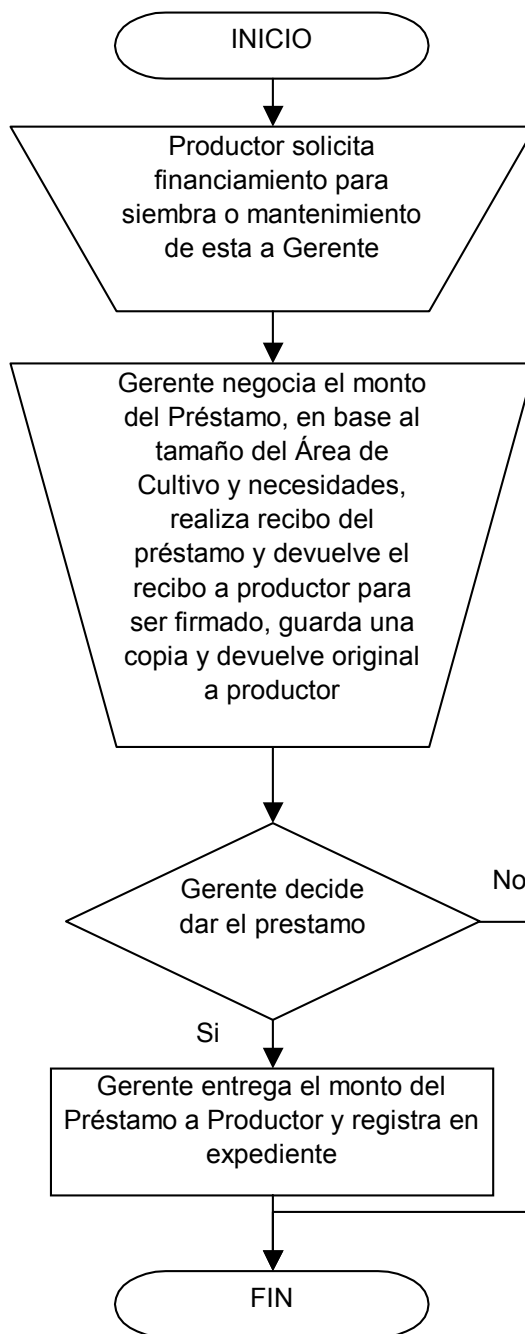 INICIO
Productor solicita
financiamiento para
siembra o mantenimiento
de esta a Gerente
Gerente negocia el monto
del Préstamo, en base al
tamaño del Área de
Cultivo y necesidades,
realiza recibo del
préstamo y devuelve el
recibo a productor para
ser firmado, guarda una
copia y devuelve original
a productor
Gerente decide
dar el prestamo
No
Si
Gerente entrega el monto del
Préstamo a Productor y registra en
expediente
FIN